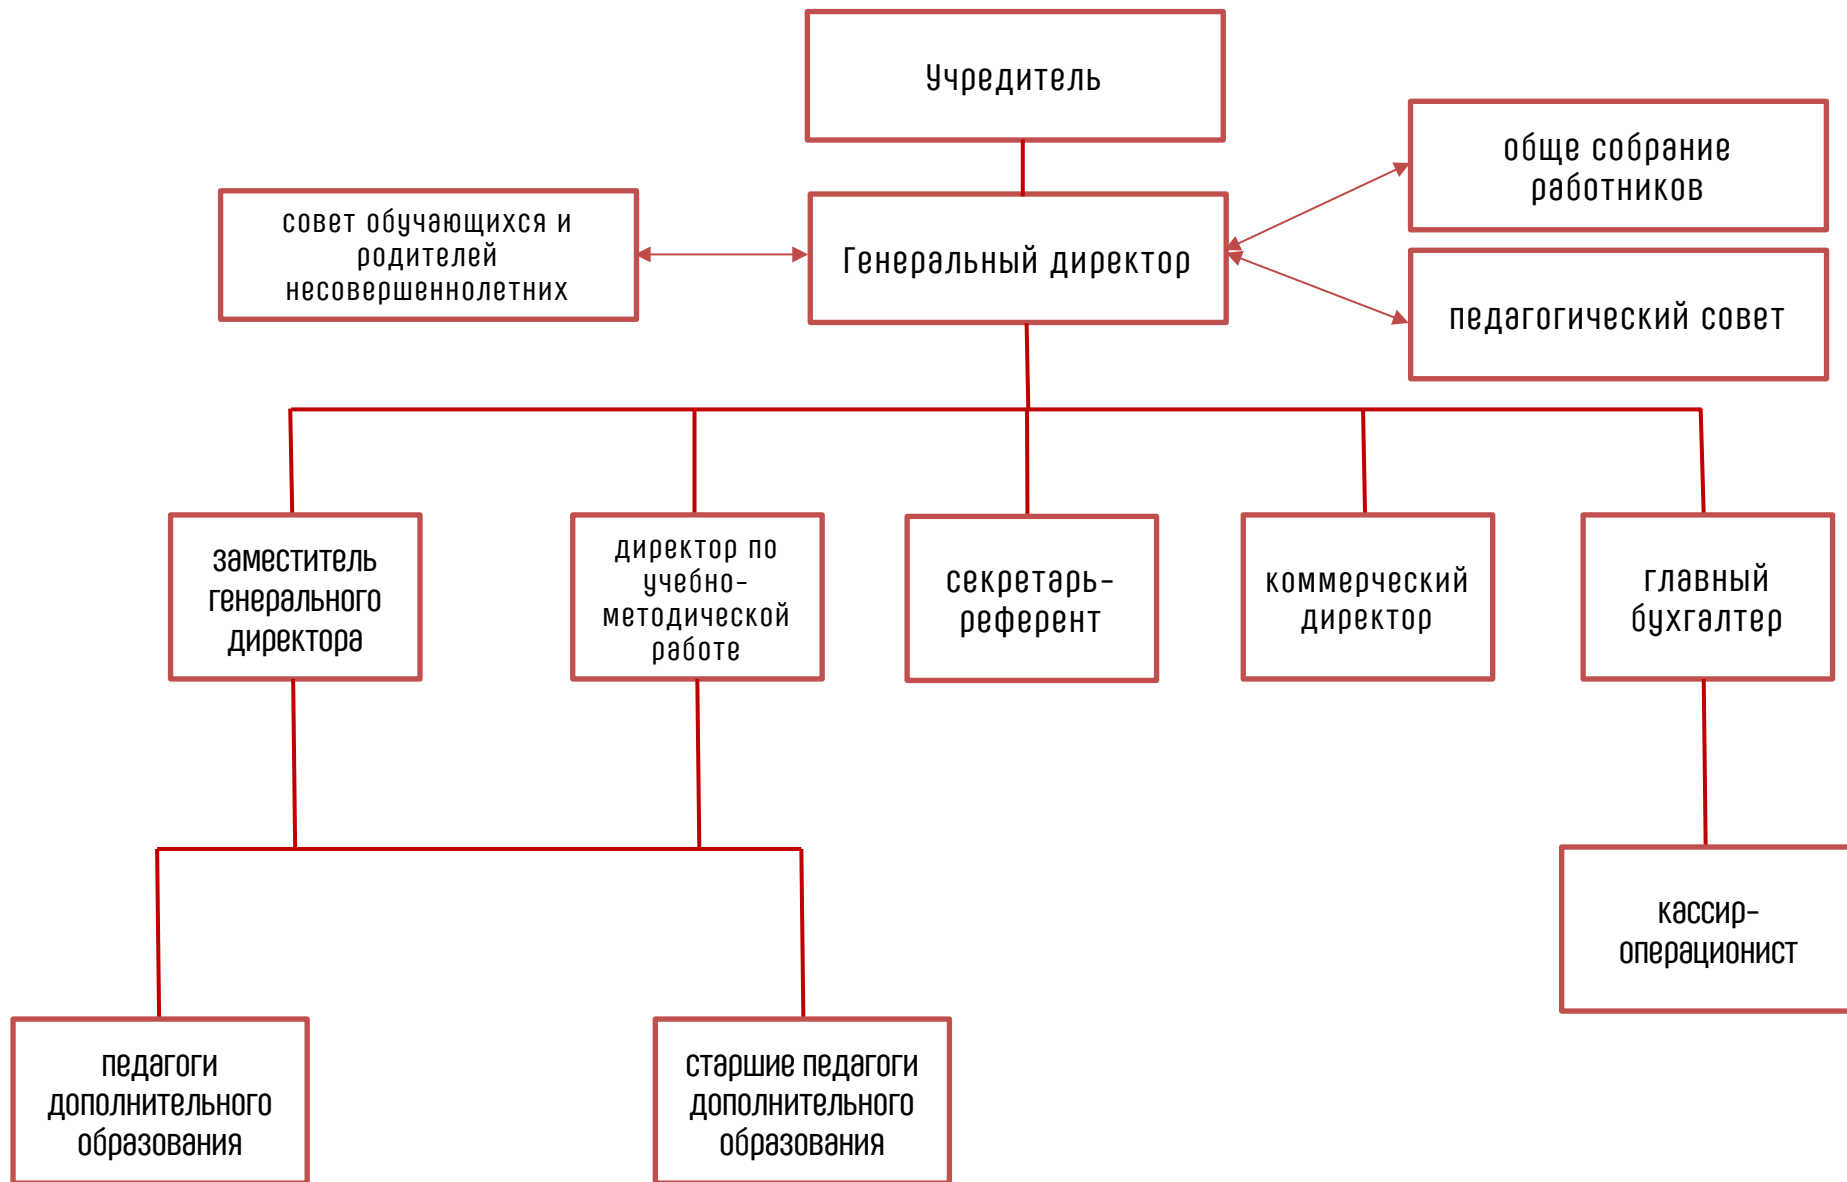 Учредитель
обще собрание
работников
совет обучающихся и
родителей
несовершеннолетних
Генеральный директор
педагогический совет
заместитель
генерального
директора
директор по
учебно-
методической
работе
секретарь-
референт
коммерческий
директор
главный
бухгалтер
кассир-
операционист
педагоги
дополнительного
образования
старшие педагоги
дополнительного
образования